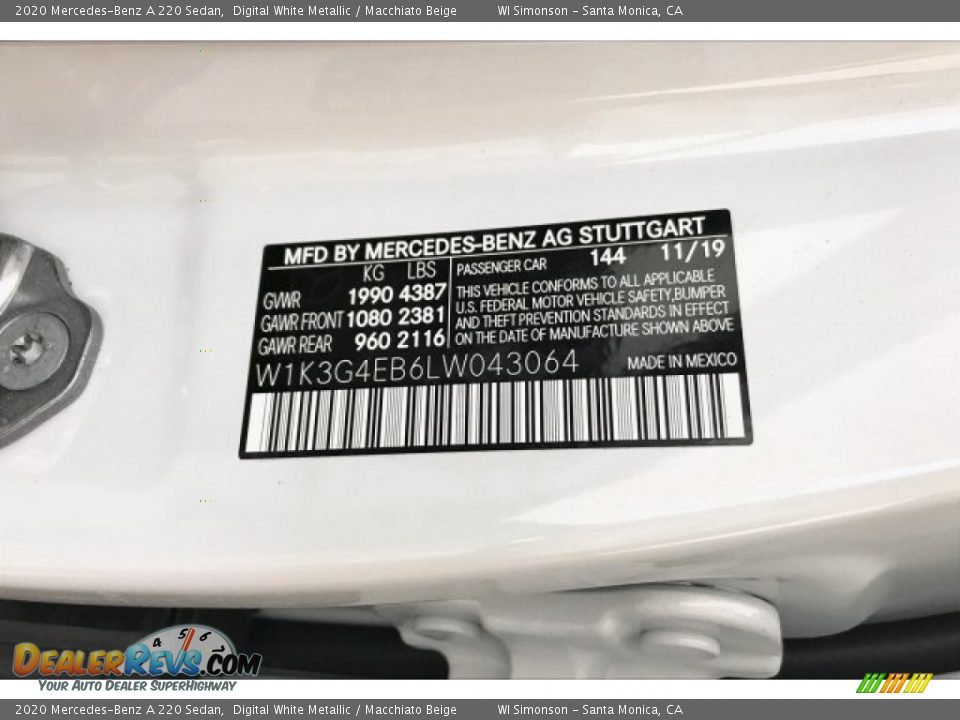 2020 Mercedes-Benz A 220 Sedan, Digital White Metallic / Macchiato Beige WI Simonson - Santa Monica, CA
MFD BY MERCEDES-BENZ AG STUTTGART
KG LBS
GVWR 1990 4387
GAWR FRONT 1080 2381
GAWR REAR 960 2116
PASSENGER CAR 144 11/19
THIS VEHICLE CONFORMS TO ALL APPLICABLE
U.S. FEDERAL MOTOR VEHICLE SAFETY,BUMPER
AND THEFT PREVENTION STANDARDS IN EFFECT
ON THE DATE OF MANUFACTURE SHOWN ABOVE
W1K3G4EB6LW043064 MADE IN MEXICO
4 5 6
DealerRevs.com
Your Auto Dealer SuperHighway
2020 Mercedes-Benz A 220 Sedan, Digital White Metallic / Macchiato Beige WI Simonson - Santa Monica, CA